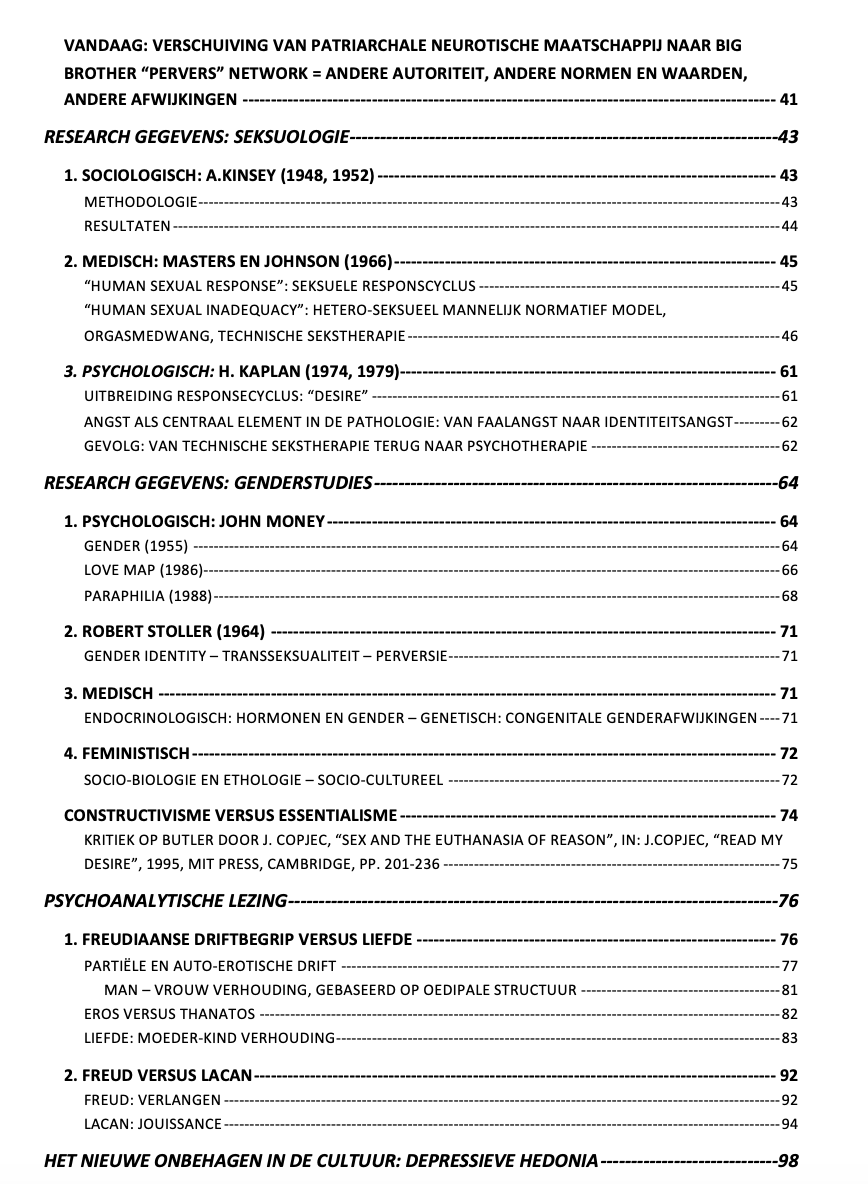 VANDAAG: VERSCHUIVING VAN PATRIARCHALE NEUROTISCHE MAATSCHAPPIJ NAAR BIG
BROTHER “PERVERS” NETWORK = ANDERE AUTORITEIT, ANDERE NORMEN EN WAARDEN,
ANDERE AFWIJKINGEN 41
RESEARCH GEGEVENS: SEKSUOLOGIE 43
1. SOCIOLOGISCH: A.KINSEY (1948, 1952) 43
METHODOLOGIE 43
RESULTATEN 44
2. MEDISCH: MASTERS EN JOHNSON (1966) 45
“HUMAN SEXUAL RESPONSE”: SEKSUELE RESPONSCYCLUS 45
“HUMAN SEXUAL INADEQUACY”: HETERO-SEKSUEEL MANNELIJK NORMATIEF MODEL,
ORGASMEDWANG, TECHNISCHE SEKSTHERAPIE 46
3. PSYCHOLOGISCH: H. KAPLAN (1974, 1979) 61
UITBREIDING RESPONSECYCLUS: “DESIRE” 61
ANGST ALS CENTRAAL ELEMENT IN DE PATHOLOGIE: VAN FAALANGST NAAR IDENTITEITSANGST 62
GEVOLG: VAN TECHNISCHE SEKSTHERAPIE TERUG NAAR PSYCHOTHERAPIE 62
RESEARCH GEGEVENS: GENDERSTUDIES 64
1. PSYCHOLOGISCH: JOHN MONEY 64
GENDER (1955) 64
LOVE MAP (1986) 66
PARAPHILIA (1988) 68
2. ROBERT STOLLER (1964) 71
GENDER IDENTITY – TRANSSEKSUALITEIT – PERVERSIE 71
3. MEDISCH 71
ENDOCRINOLOGISCH: HORMONEN EN GENDER – GENETISCH: CONGENITALE GENDERAFWIJKINGEN 71
4. FEMINISTISCH 72
SOCIO-BIOLOGIE EN ETHOLOGIE – SOCIO-CULTUREEL 72
CONSTRUCTIVISME VERSUS ESSENTIALISME 74
KRITIEK OP BUTLER DOOR J. COPJEC, “SEX AND THE EUTHANASIA OF REASON”, IN: J.COPJEC, “READ MY
DESIRE”, 1995, MIT PRESS, CAMBRIDGE, PP. 201-236 75
PSYCHOANALYTISCHE LEZING 76
1. FREUDIAANSE DRIFTBEGRIP VERSUS LIEFDE 76
PARTIËLE EN AUTO-EROTISCHE DRIFT 77
MAN – VROUW VERHOUDING, GEBASEERD OP OEDIPALE STRUCTUUR 81
EROS VERSUS THANATOS 82
LIEFDE: MOEDER-KIND VERHOUDING 83
2. FREUD VERSUS LACAN 92
FREUD: VERLANGEN 92
LACAN: JOUISSANCE 94
HET NIEUWE ONBEHAGEN IN DE CULTUUR: DEPRESSIEVE HEDONIA 98